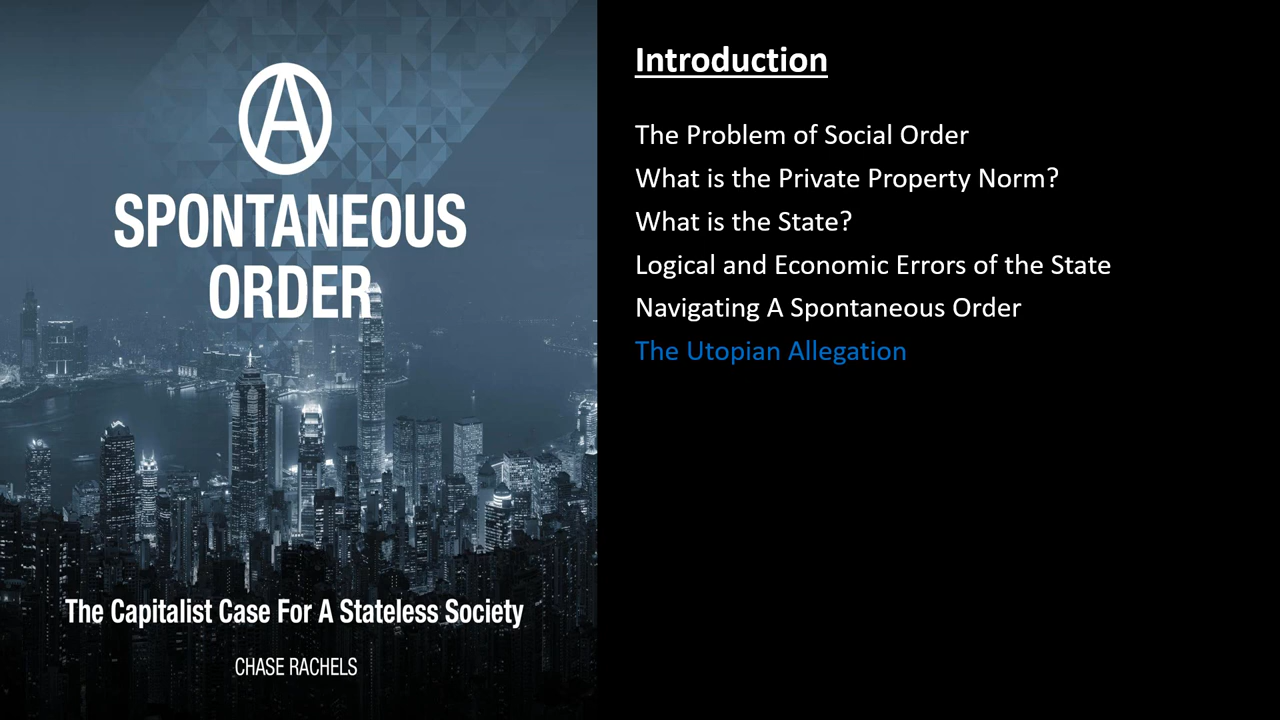 A
SPONTANEOUS
ORDER
The Capitalist Case For A Stateless Society
CHASE RACHELS
Introduction
The Problem of Social Order
What is the Private Property Norm?
What is the State?
Logical and Economic Errors of the State
Navigating A Spontaneous Order
The Utopian Allegation